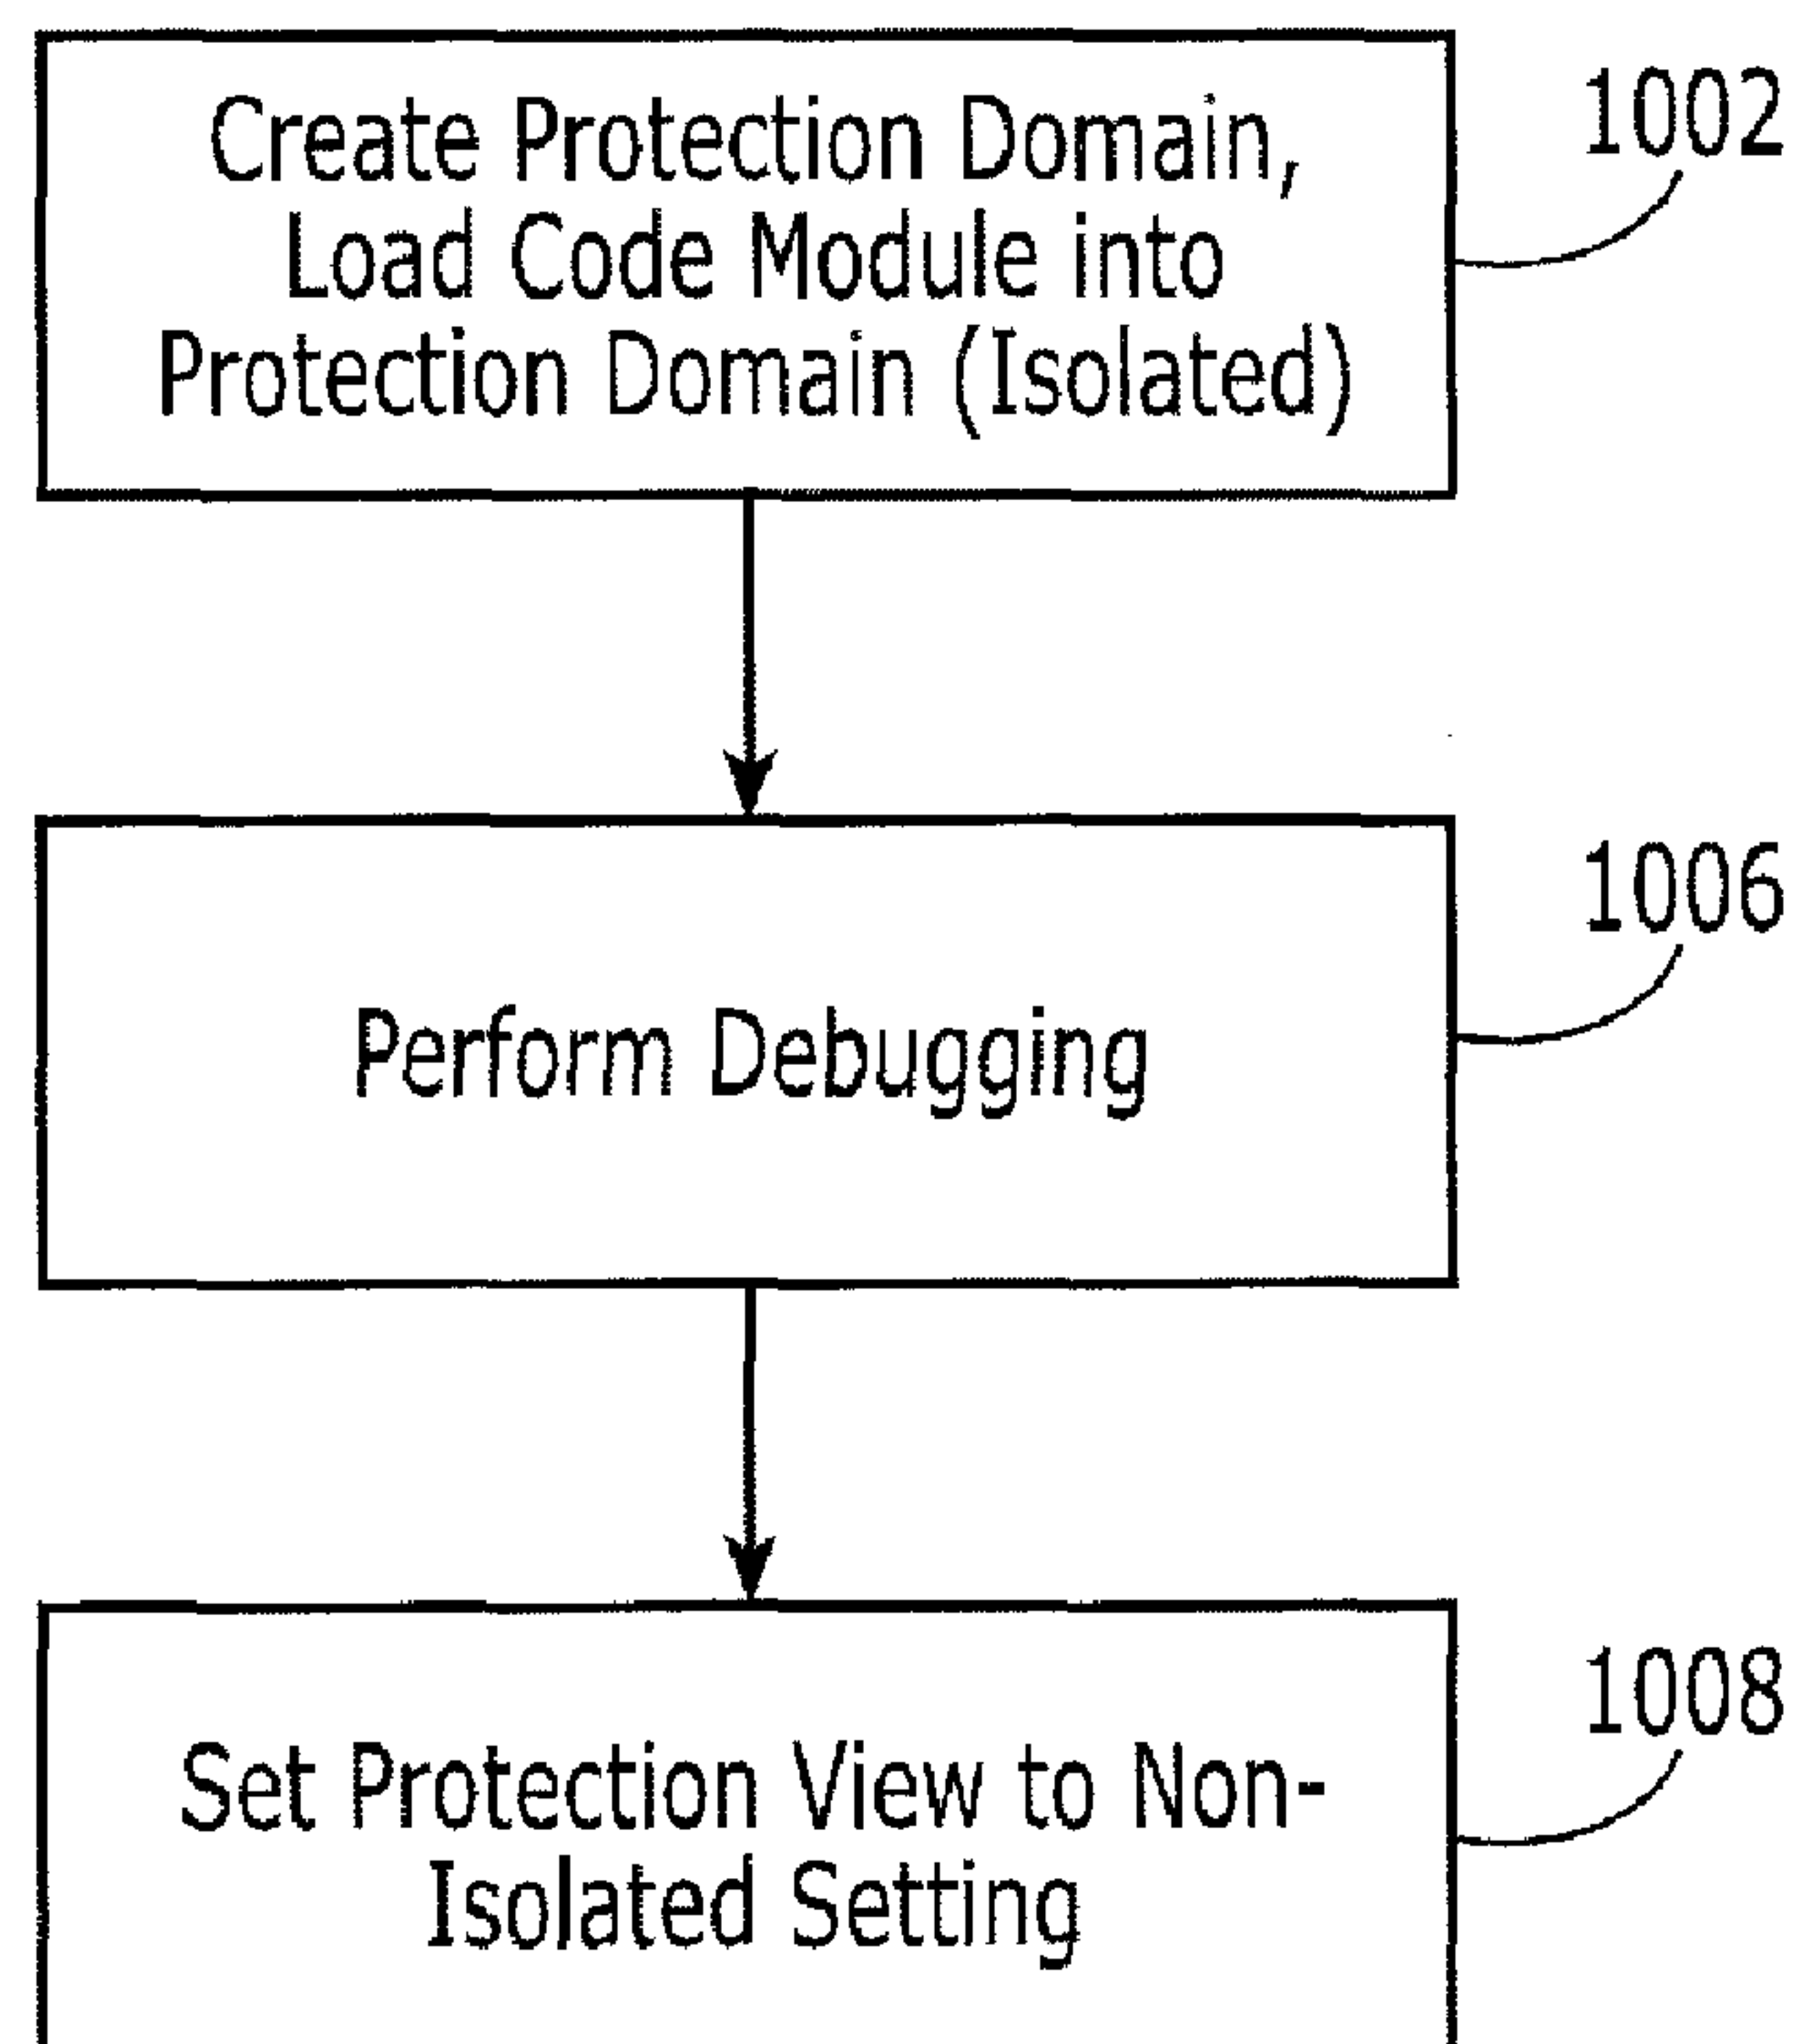 Create Protection Domain,
Load Code Module into
Protection Domain (Isolated)
1002
Perform Debugging
1006
Set Protection View to Non-
Isolated Setting
1008